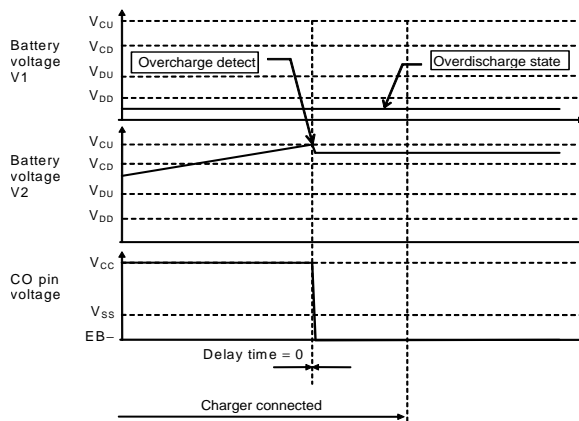 Battery
voltage
V1
VCU
VCD
VDU
VDD
Overcharge detect
Overdischarge state
Battery
voltage
V2
VCU
VCD
VDU
VDD
CO pin
voltage
VCC
VSS
EB–
Delay time = 0
Charger connected